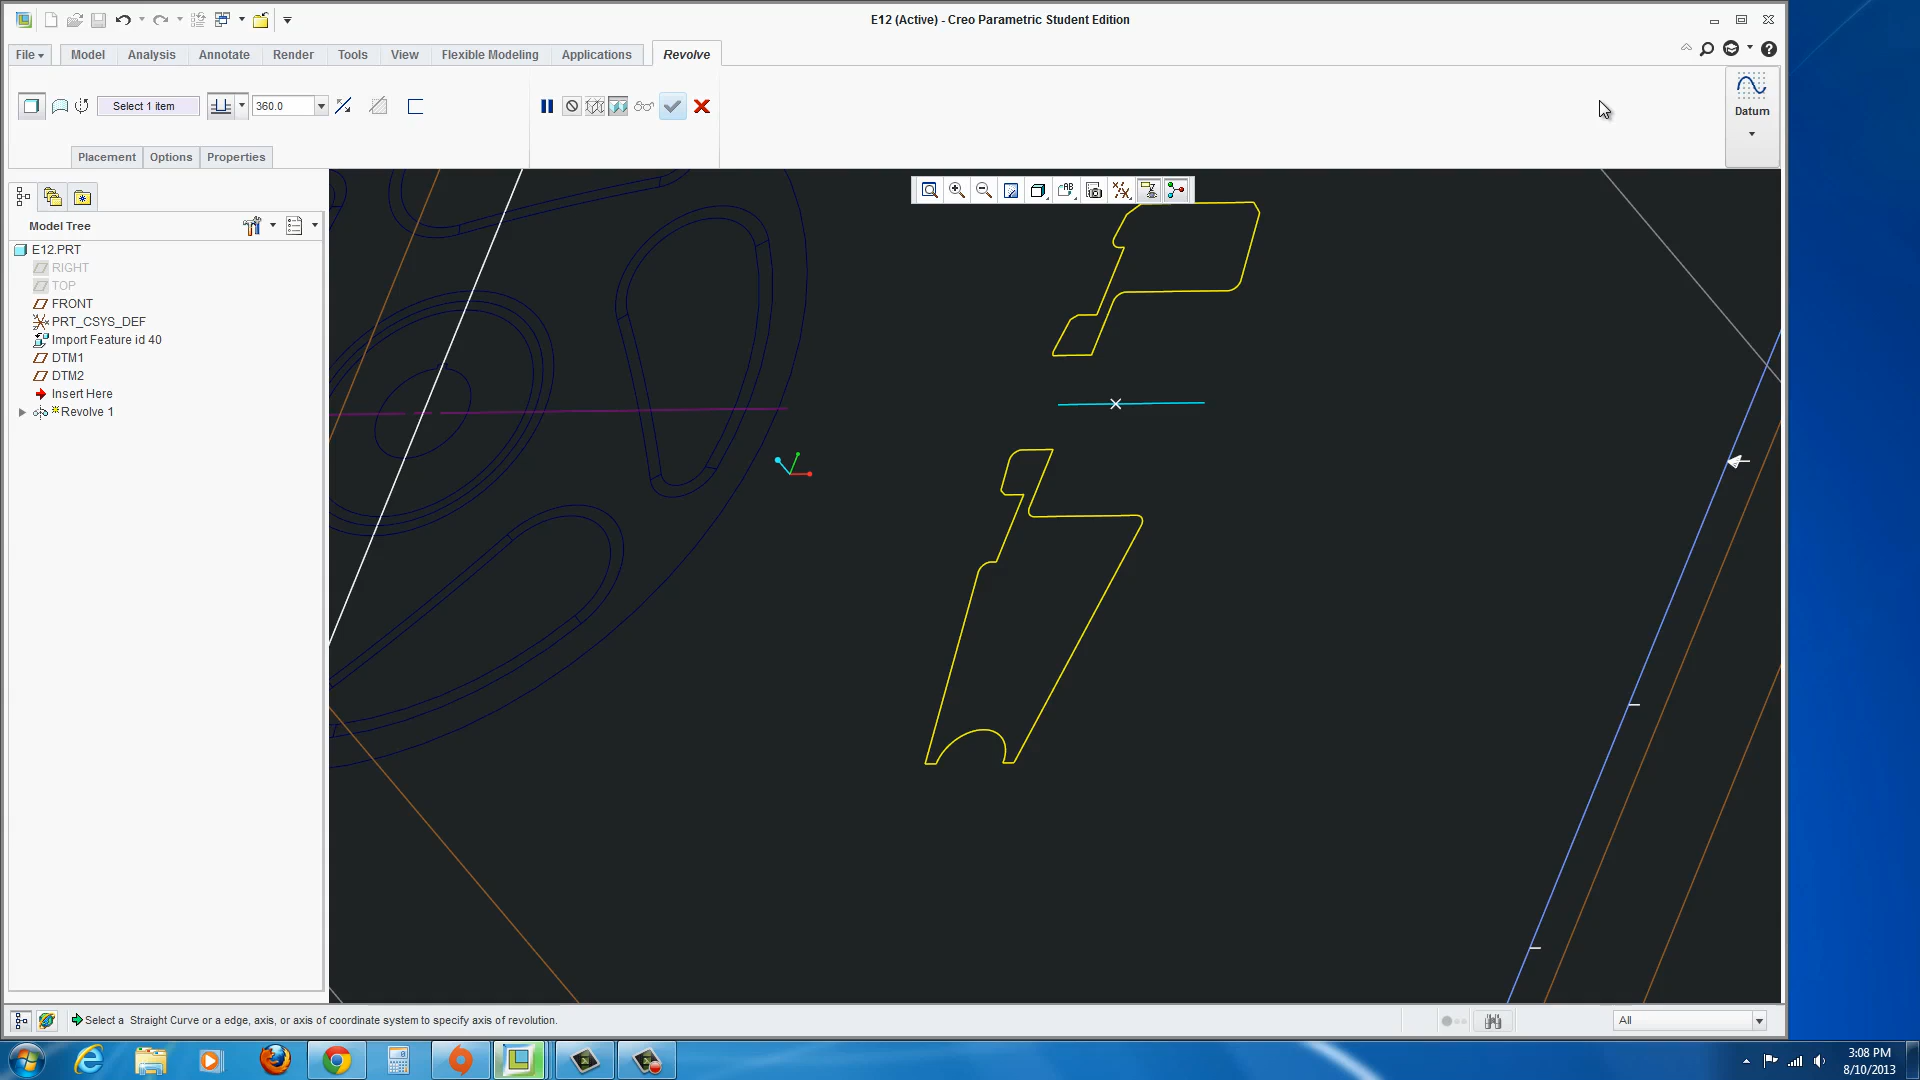 E12 (Active) - Creo Parametric Student Edition
File Model Analysis Annotate Render Tools View Flexible Modeling Applications Revolve
Select 1 item 360.0
Datum
Placement Options Properties
Model Tree
E12.PRT
RIGHT
TOP
FRONT
PRT_CSYS_DEF
Import Feature id 40
DTM1
DTM2
Insert Here
Revolve 1
Select a Straight Curve or a edge, axis, or axis of coordinate system to specify axis of revolution.
All
3:08 PM
8/10/2013